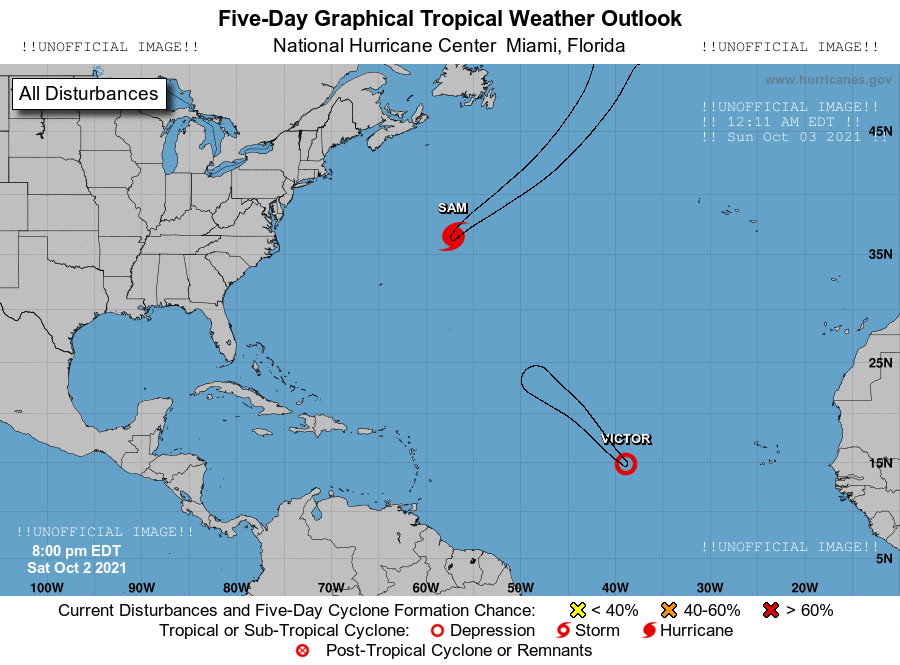 Five-Day Graphical Tropical Weather Outlook
!!UNOFFICIAL IMAGE!!
National Hurricane Center Miami, Florida
!!UNOFFICIAL IMAGE!!
www.hurricanes.gov
All Disturbances
!!UNOFFICIAL IMAGE!!
!! 12:11 AM EDT !!
!! Sun Oct 03 2021 !!
45N
SAM
35N
25N
VICTOR
15N
!!UNOFFICIAL IMAGE!!
8:00 pm EDT
Sat Oct 2 2021
!!UNOFFICIAL IMAGE!!
5N
100W 90W 80W 70W 60W 50W 40W 30W 20W
Current Disturbances and Five-Day Cyclone Formation Chance: < 40% 40-60% > 60%
Tropical or Sub-Tropical Cyclone: Depression Storm Hurricane
Post-Tropical Cyclone or Remnants